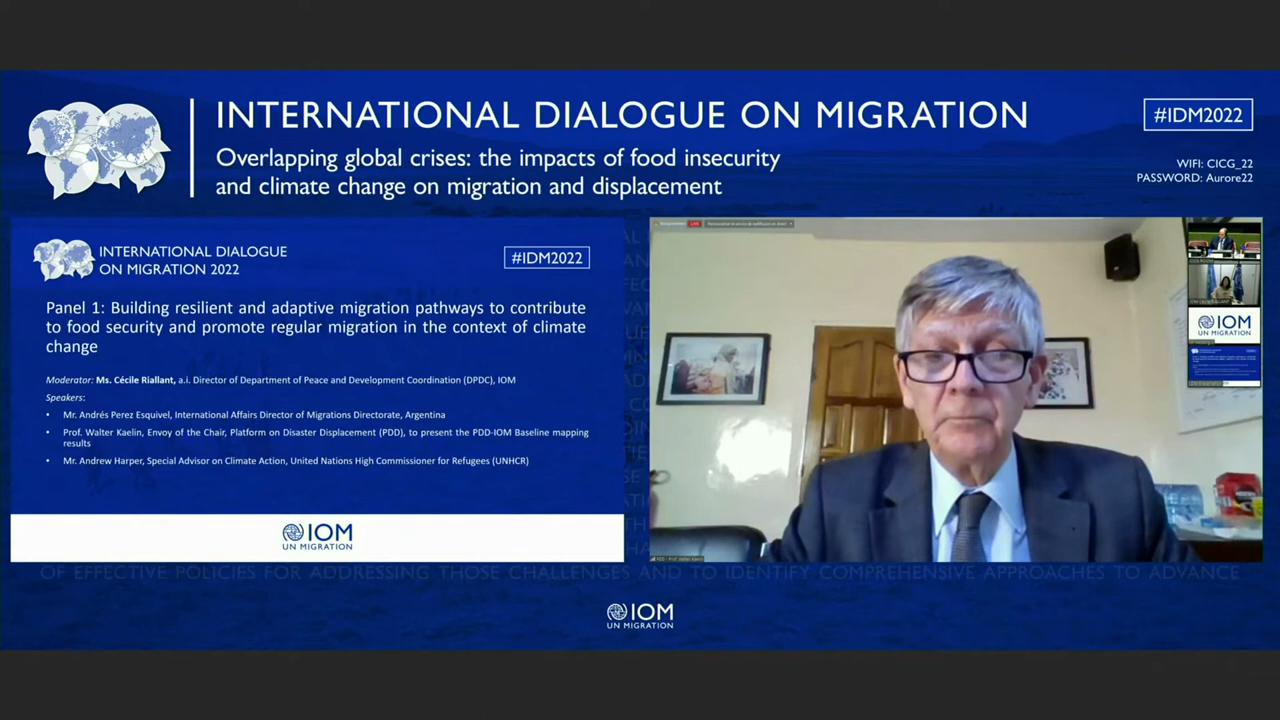 INTERNATIONAL DIALOGUE ON MIGRATION
Overlapping global crises: the impacts of food insecurity
and climate change on migration and displacement
#IDM2022
WIFI: CICG_22
PASSWORD: Aurore22
INTERNATIONAL DIALOGUE
ON MIGRATION 2022
#IDM2022
Panel 1: Building resilient and adaptive migration pathways to contribute
to food security and promote regular migration in the context of climate
change
Moderator: Ms. Cécile Riallant, a.i. Director of Department of Peace and Development Coordination (DPDC), IOM
Speakers:
• Mr. Andrés Perez Esquivel, International Affairs Director of Migrations Directorate, Argentina
• Prof. Walter Kaelin, Envoy of the Chair, Platform on Disaster Displacement (PDD), to present the PDD-IOM Baseline mapping
results
• Mr. Andrew Harper, Special Advisor on Climate Action, United Nations High Commissioner for Refugees (UNHCR)
IOM
UN MIGRATION
LIVE
IOM
UN MIGRATION
OF EFFECTIVE POLICIES FOR ADDRESSING THOSE CHALLENGES AND TO IDENTIFY COMPREHENSIVE APPROACHES TO ADVANCE
IOM
UN MIGRATION